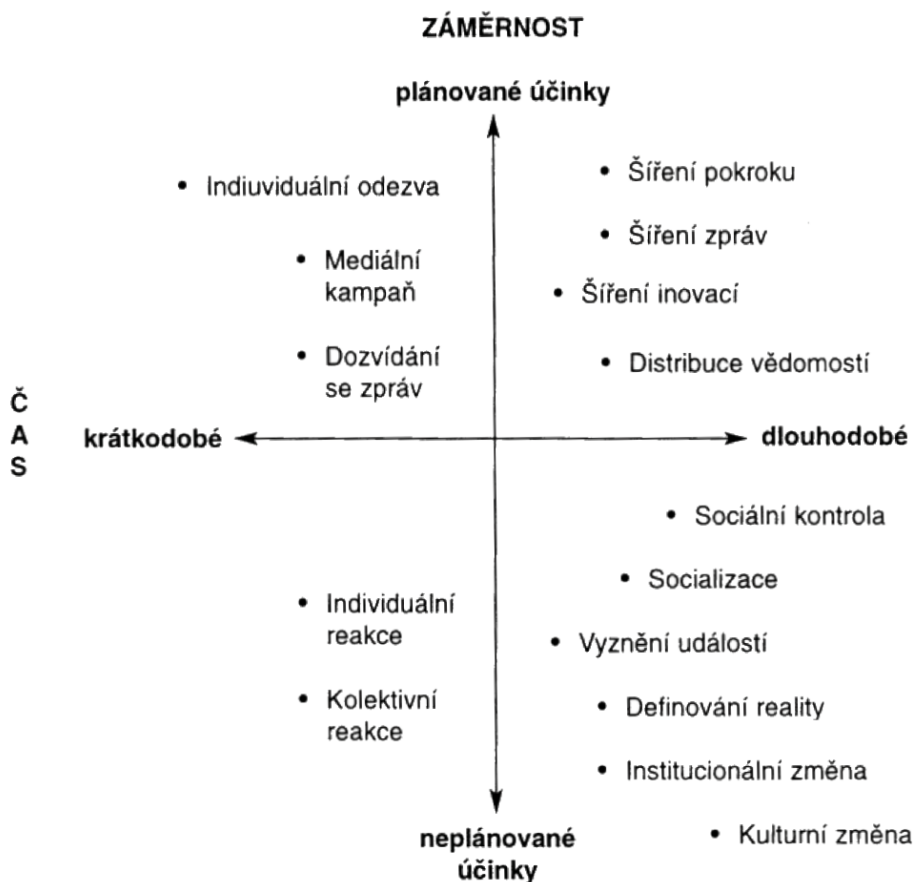 ZÁMĚRNOST
plánované účinky
• Indiuviduální odezva
• Mediální
kampaň
• Dozvídání
se zpráv
• Šíření pokroku
• Šíření zpráv
• Šíření inovací
• Distribuce vědomostí
Č
A
S
krátkodobé
dlouhodobé
• Individuální
reakce
• Kolektivní
reakce
• Sociální kontrola
• Socializace
• Vyznění událostí
• Definování reality
• Institucionální změna
• Kulturní změna
neplánované
účinky